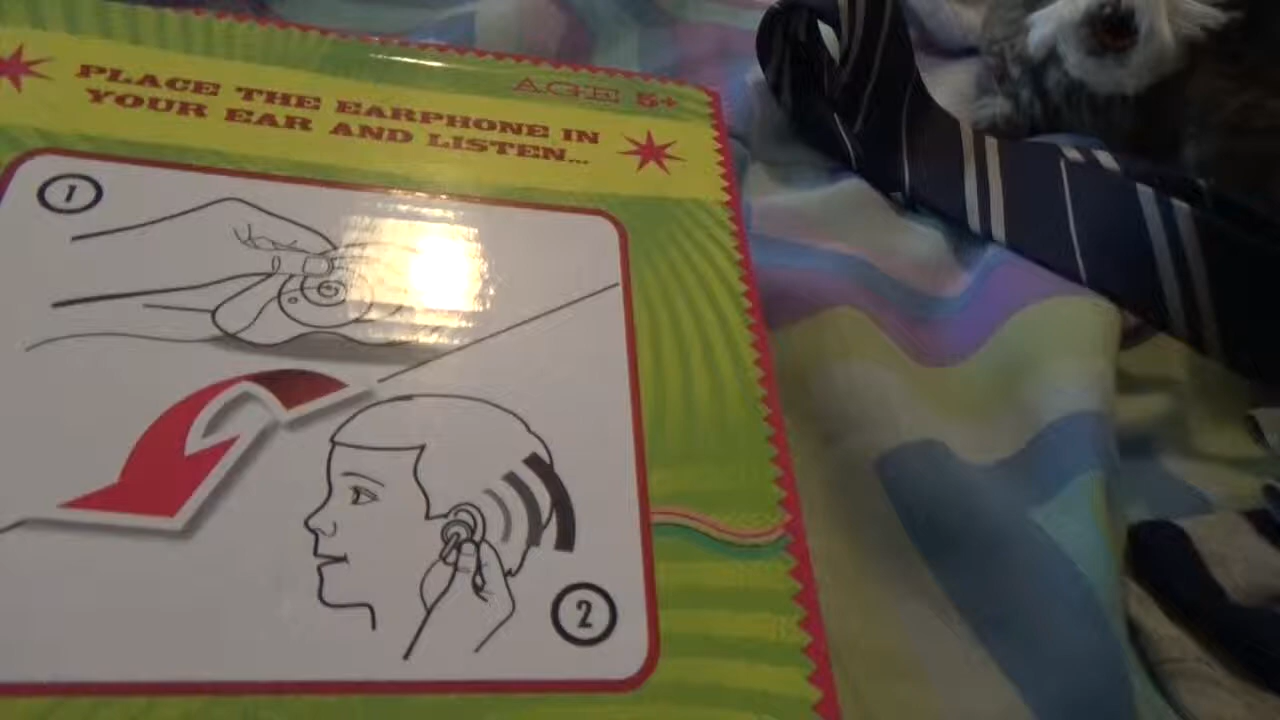 AGE 5+
PLACE THE EARPHONE IN
YOUR EAR AND LISTEN...
1
2